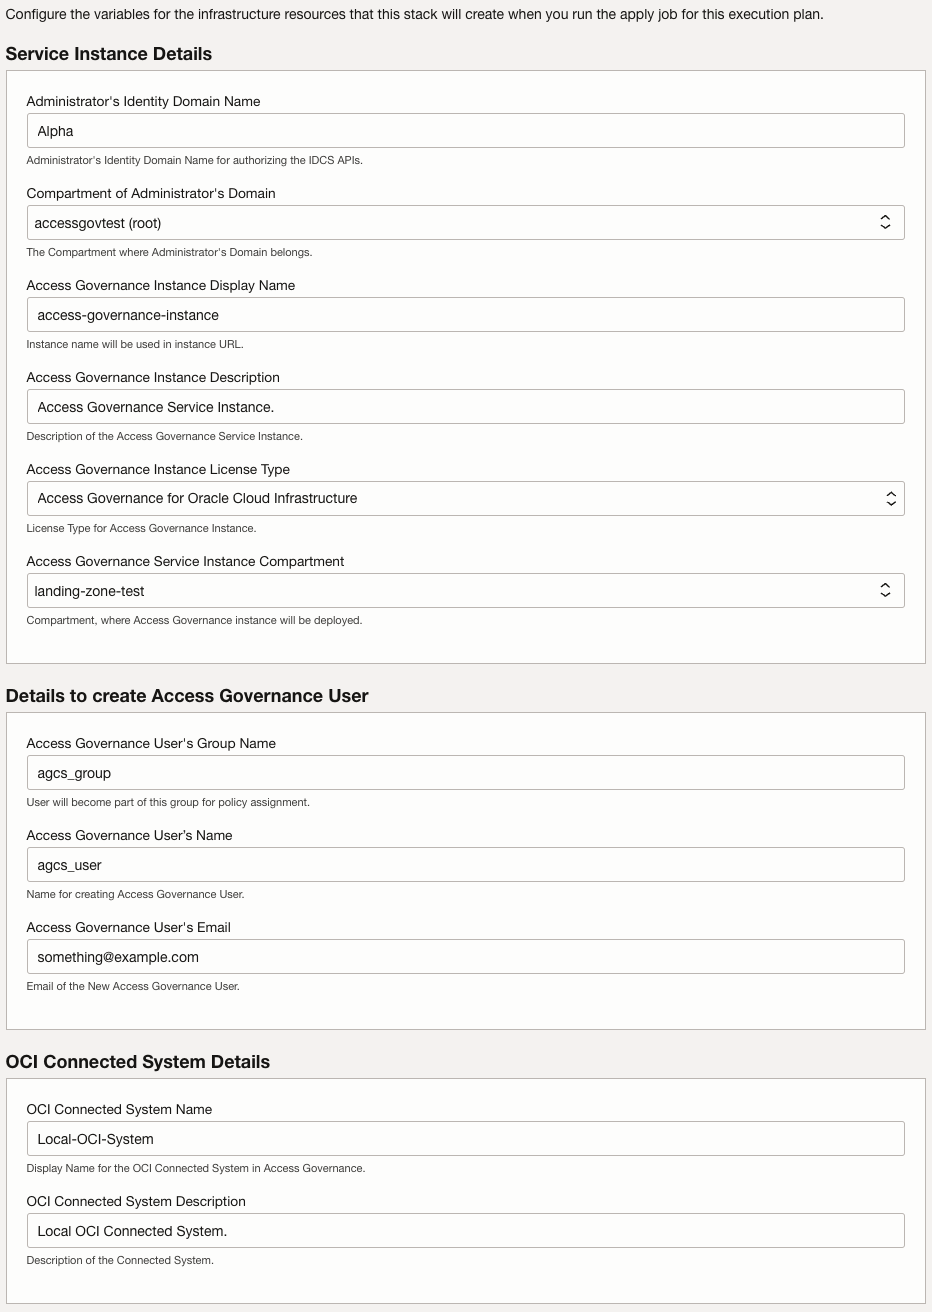 Configure the variables for the infrastructure resources that this stack will create when you run the apply job for this execution plan.
Service Instance Details
Administrator's Identity Domain Name
Alpha
Administrator's Identity Domain Name for authorizing the IDCS APIs.
Compartment of Administrator's Domain
accessgovtest (root)
The Compartment where Administrator's Domain belongs.
Access Governance Instance Display Name
access-governance-instance
Instance name will be used in instance URL.
Access Governance Instance Description
Access Governance Service Instance.
Description of the Access Governance Service Instance.
Access Governance Instance License Type
Access Governance for Oracle Cloud Infrastructure
License Type for Access Governance Instance.
Access Governance Service Instance Compartment
landing-zone-test
Compartment, where Access Governance instance will be deployed.
Details to create Access Governance User
Access Governance User's Group Name
agcs_group
User will become part of this group for policy assignment.
Access Governance User’s Name
agcs_user
Name for creating Access Governance User.
Access Governance User's Email
something@example.com
Email of the New Access Governance User.
OCI Connected System Details
OCI Connected System Name
Local-OCI-System
Display Name for the OCI Connected System in Access Governance.
OCI Connected System Description
Local OCI Connected System.
Description of the Connected System.